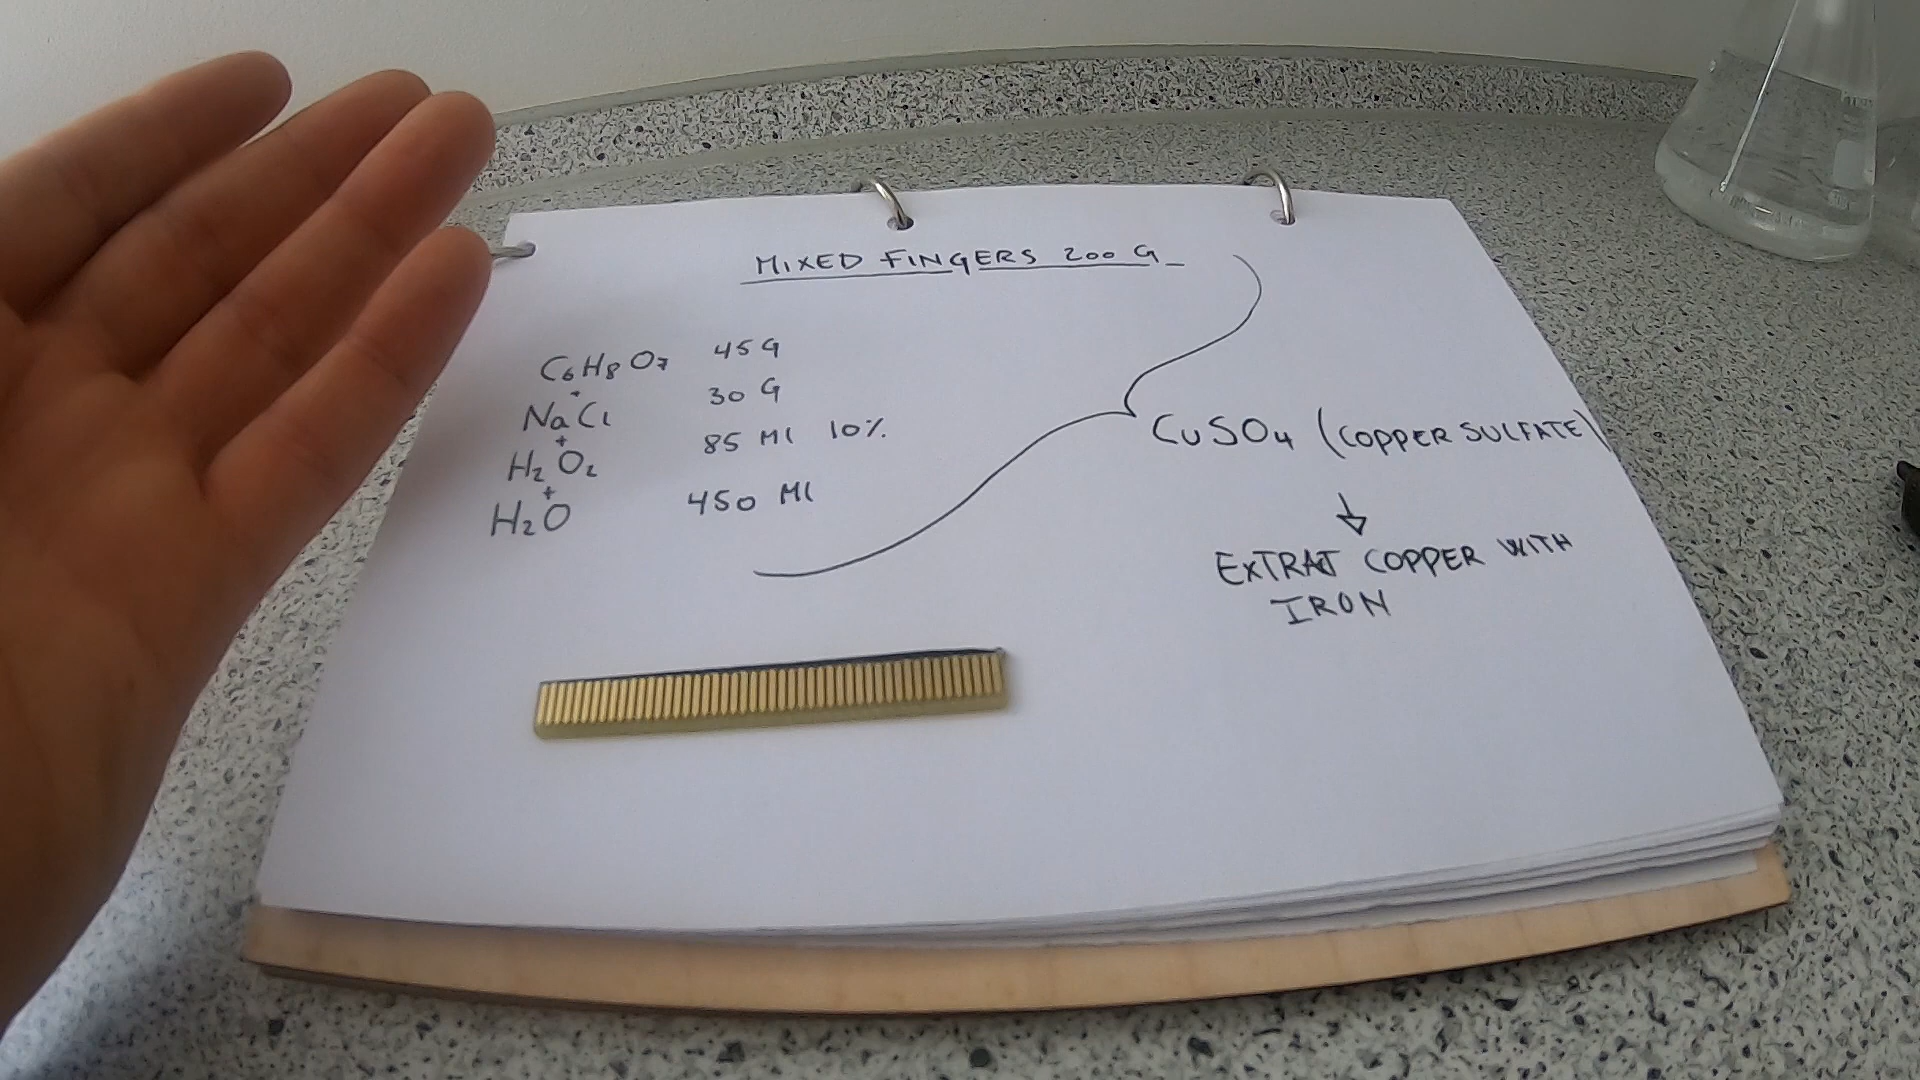 MIXED FINGERS 200 G
C6H8O7 45 G
+
NaCl 30 G
+
H2O2 85 Ml 10%
+
H2O 450 Ml
CuSO4 (COPPER SULFATE)
↓
EXTRAT COPPER WITH
IRON